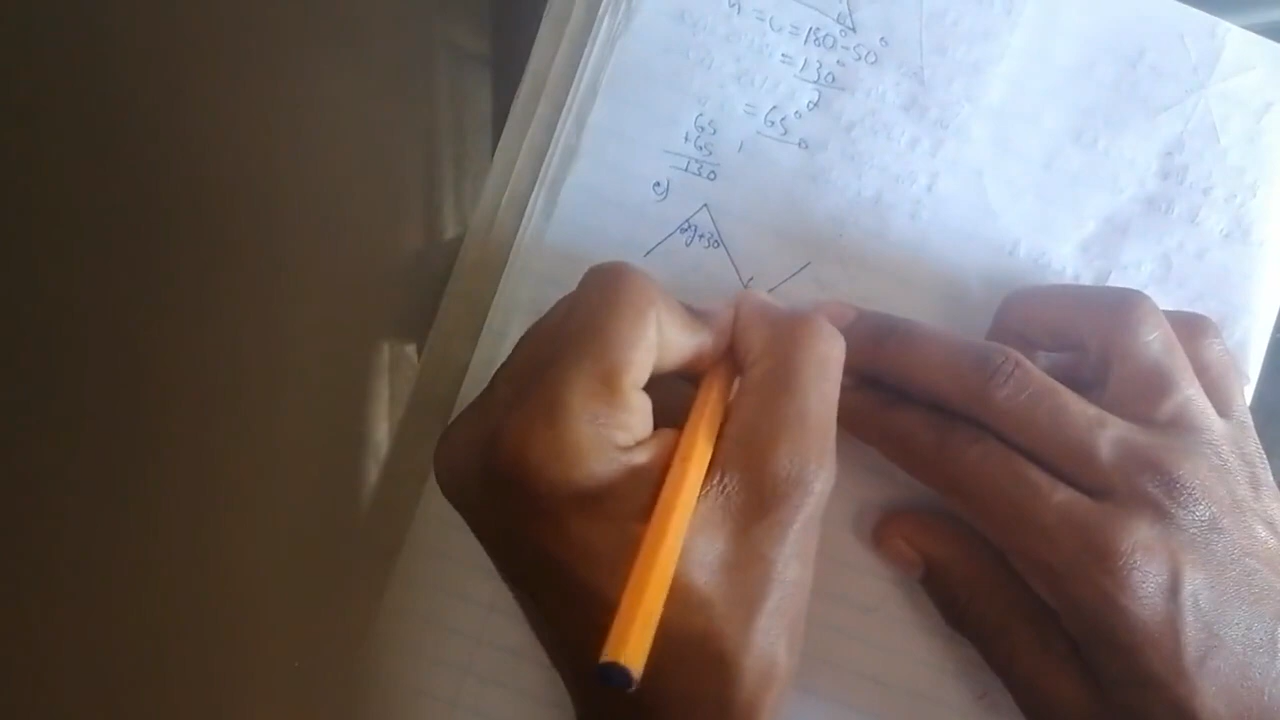 = 180° - 50°
= 130°
2
= 65°
65
+65
130
e)
2y+30